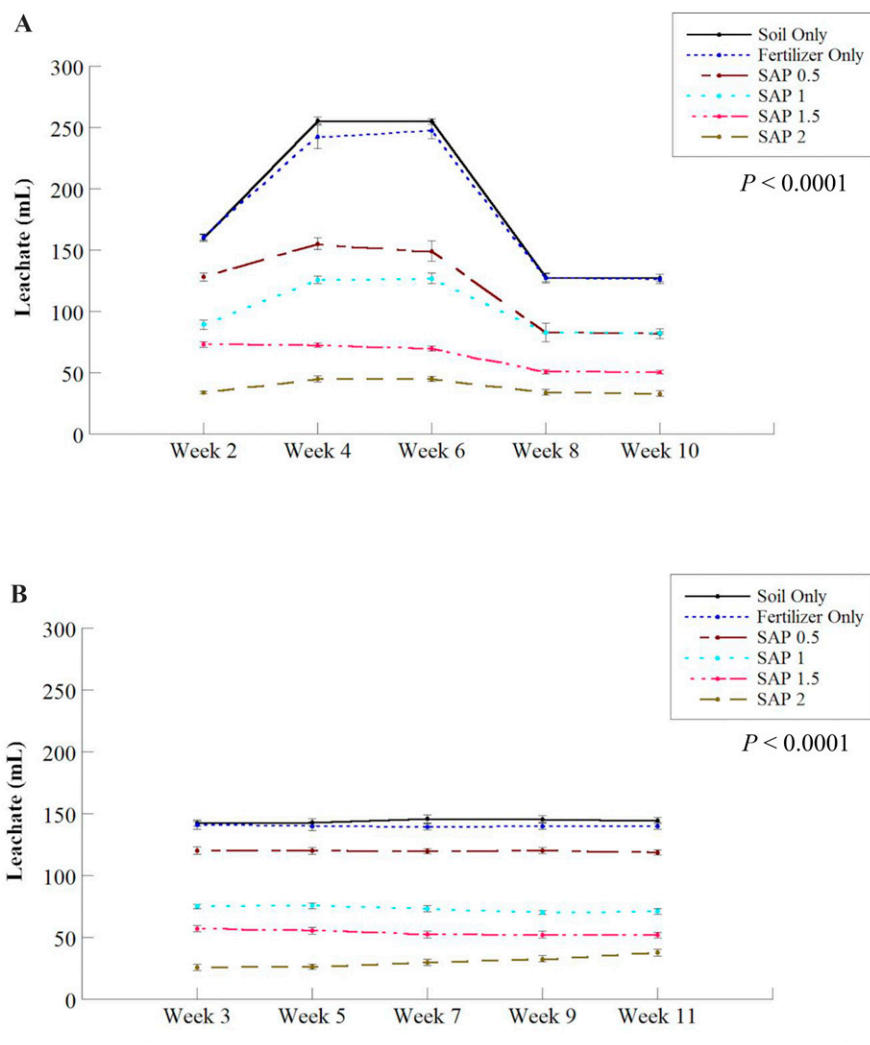 A
Soil Only
Fertilizer Only
SAP 0.5
SAP 1
SAP 1.5
SAP 2
P < 0.0001
300
250
200
150
100
50
0
Leachate (mL)
Week 2 Week 4 Week 6 Week 8 Week 10
B
Soil Only
Fertilizer Only
SAP 0.5
SAP 1
SAP 1.5
SAP 2
P < 0.0001
300
250
200
150
100
50
0
Leachate (mL)
Week 3 Week 5 Week 7 Week 9 Week 11